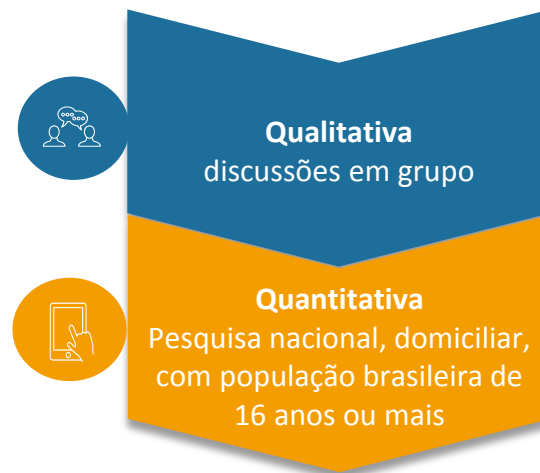 Qualitativa
discussões em grupo
Quantitativa
Pesquisa nacional, domiciliar,
com população brasileira de
16 anos ou mais